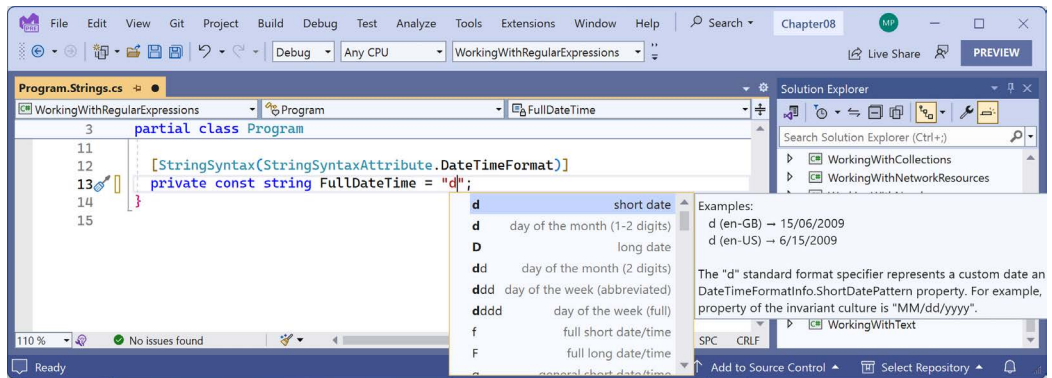 File Edit View Git Project Build Debug Test Analyze Tools Extensions Window Help Search Chapter08 MP
Debug Any CPU WorkingWithRegularExpressions Live Share PREVIEW
Program.Strings.cs
WorkingWithRegularExpressions Program FullDateTime
3 partial class Program
11
12 [StringSyntax(StringSyntaxAttribute.DateTimeFormat)]
13 private const string FullDateTime = "d";
14 }
15
d short date
d day of the month (1-2 digits)
D long date
dd day of the month (2 digits)
ddd day of the week (abbreviated)
dddd day of the week (full)
f full short date/time
F full long date/time
g general short date/time
Solution Explorer
Search Solution Explorer (Ctrl+;)
WorkingWithCollections
WorkingWithNetworkResources
Examples:
d (en-GB) → 15/06/2009
d (en-US) → 6/15/2009
The "d" standard format specifier represents a custom date an
DateTimeFormatInfo.ShortDatePattern property. For example,
property of the invariant culture is "MM/dd/yyyy".
WorkingWithText
110 % No issues found SPC CRLF
Ready Add to Source Control Select Repository